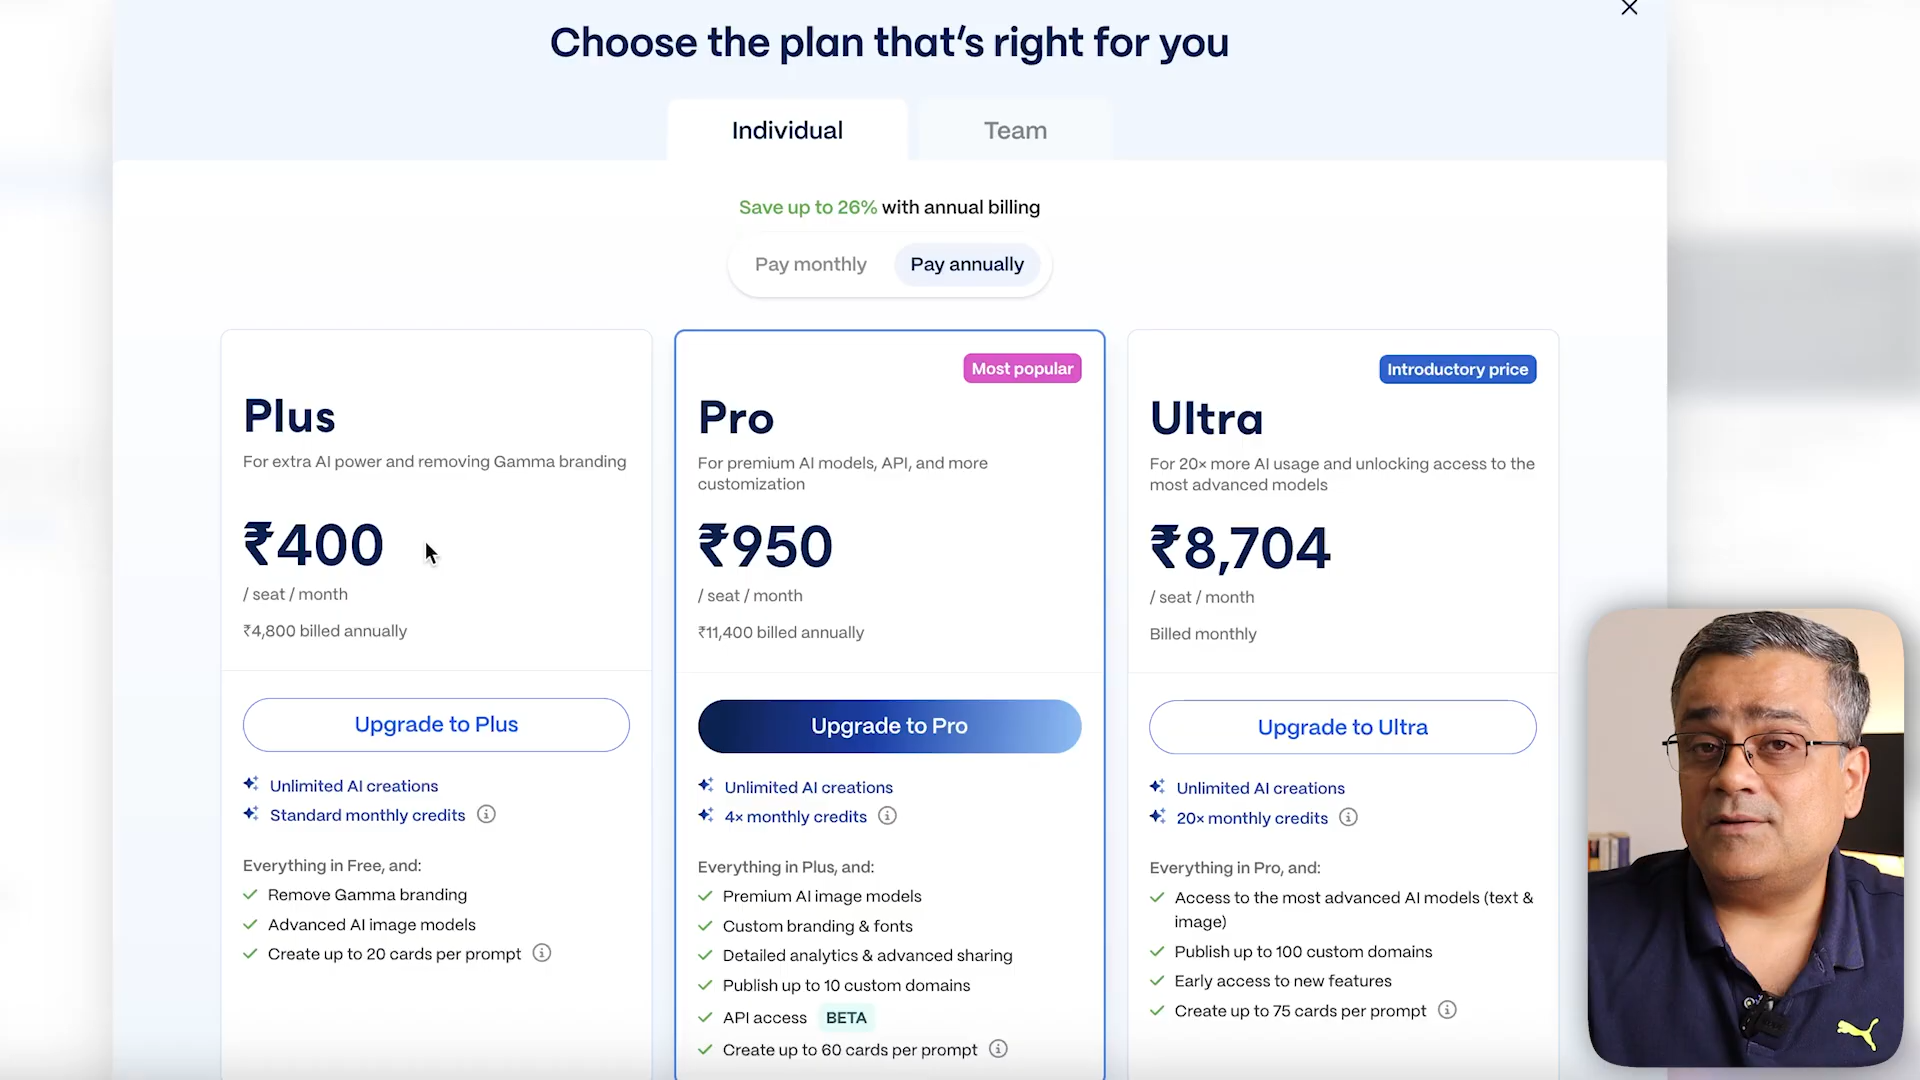 Choose the plan that's right for you
Individual
Team
Save up to 26% with annual billing
Pay monthly
Pay annually
Plus
For extra AI power and removing Gamma branding
₹400
/ seat / month
₹4,800 billed annually
Upgrade to Plus
Unlimited AI creations
Standard monthly credits
Everything in Free, and:
Remove Gamma branding
Advanced AI image models
Create up to 20 cards per prompt
Most popular
Pro
For premium AI models, API, and more
customization
₹950
/ seat / month
₹11,400 billed annually
Upgrade to Pro
Unlimited AI creations
4× monthly credits
Everything in Plus, and:
Premium AI image models
Custom branding & fonts
Detailed analytics & advanced sharing
Publish up to 10 custom domains
API access BETA
Create up to 60 cards per prompt
Introductory price
Ultra
For 20× more AI usage and unlocking access to the
most advanced models
₹8,704
/ seat / month
Billed monthly
Upgrade to Ultra
Unlimited AI creations
20× monthly credits
Everything in Pro, and:
Access to the most advanced AI models (text &
image)
Publish up to 100 custom domains
Early access to new features
Create up to 75 cards per prompt